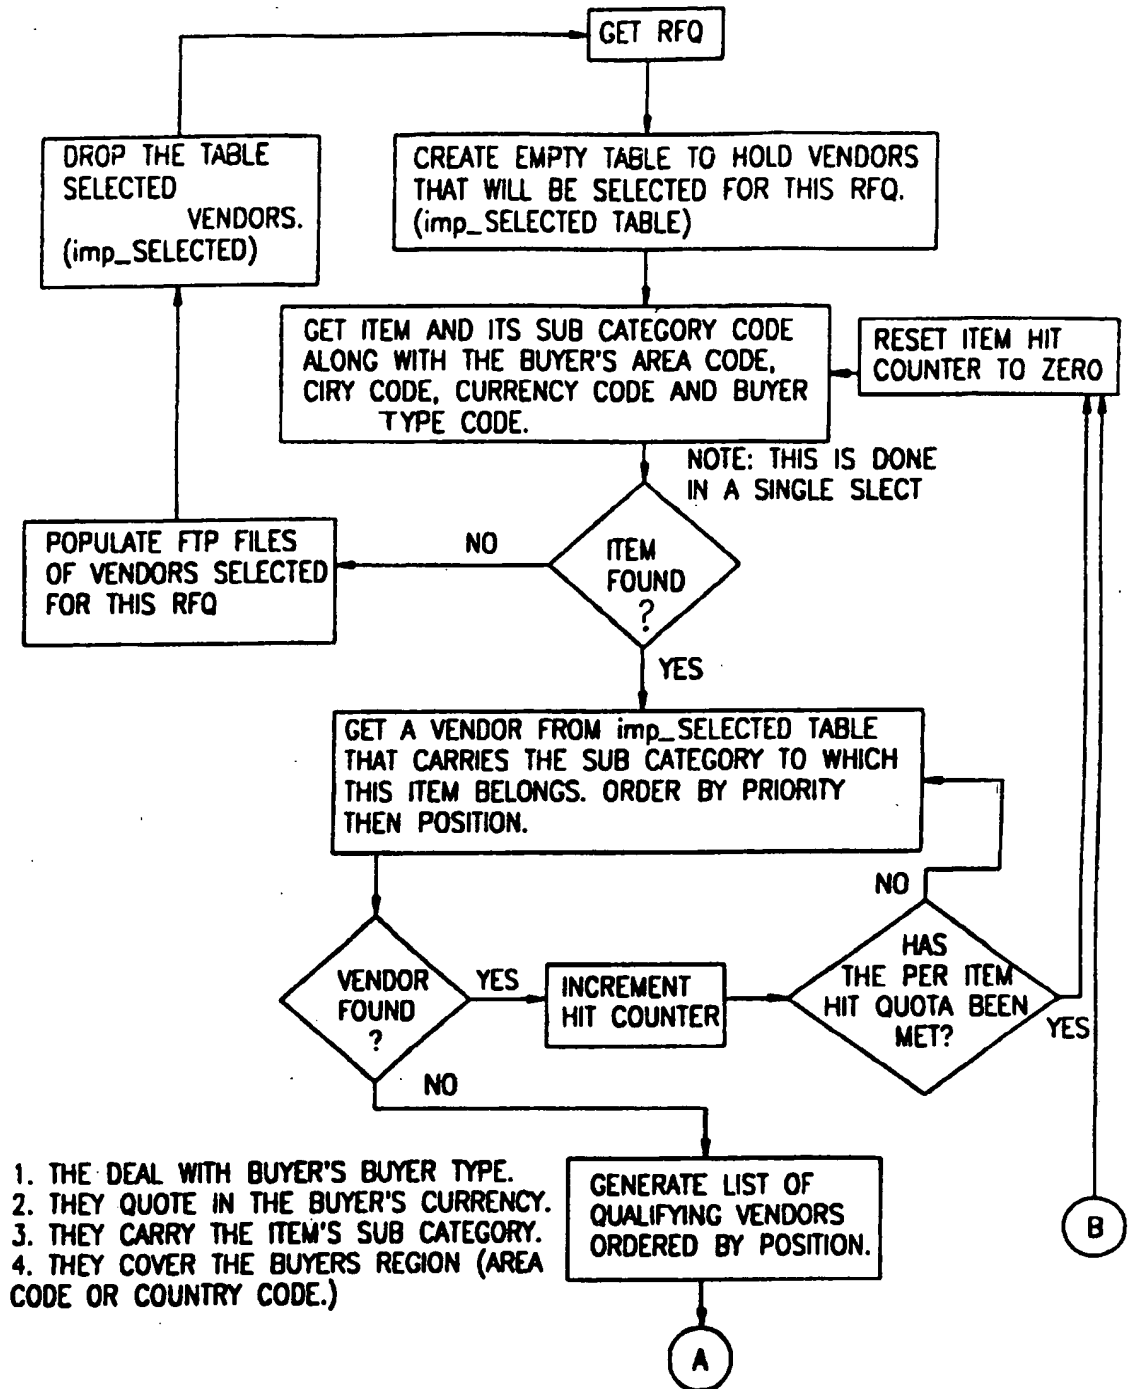 GET RFQ
DROP THE TABLE
SELECTED
VENDORS.
(imp_SELECTED)
CREATE EMPTY TABLE TO HOLD VENDORS
THAT WILL BE SELECTED FOR THIS RFQ.
(imp_SELECTED TABLE)
GET ITEM AND ITS SUB CATEGORY CODE
ALONG WITH THE BUYER'S AREA CODE,
CIRY CODE, CURRENCY CODE AND BUYER
TYPE CODE.
RESET ITEM HIT
COUNTER TO ZERO
NOTE: THIS IS DONE
IN A SINGLE SLECT
POPULATE FTP FILES
OF VENDORS SELECTED
FOR THIS RFQ
NO
ITEM
FOUND
?
YES
GET A VENDOR FROM imp_SELECTED TABLE
THAT CARRIES THE SUB CATEGORY TO WHICH
THIS ITEM BELONGS. ORDER BY PRIORITY
THEN POSITION.
NO
VENDOR
FOUND
?
YES
INCREMENT
HIT COUNTER
HAS
THE PER ITEM
HIT QUOTA BEEN
MET?
YES
NO
1. THE DEAL WITH BUYER'S BUYER TYPE.
2. THEY QUOTE IN THE BUYER'S CURRENCY.
3. THEY CARRY THE ITEM'S SUB CATEGORY.
4. THEY COVER THE BUYERS REGION (AREA
CODE OR COUNTRY CODE.)
GENERATE LIST OF
QUALIFYING VENDORS
ORDERED BY POSITION.
B
A